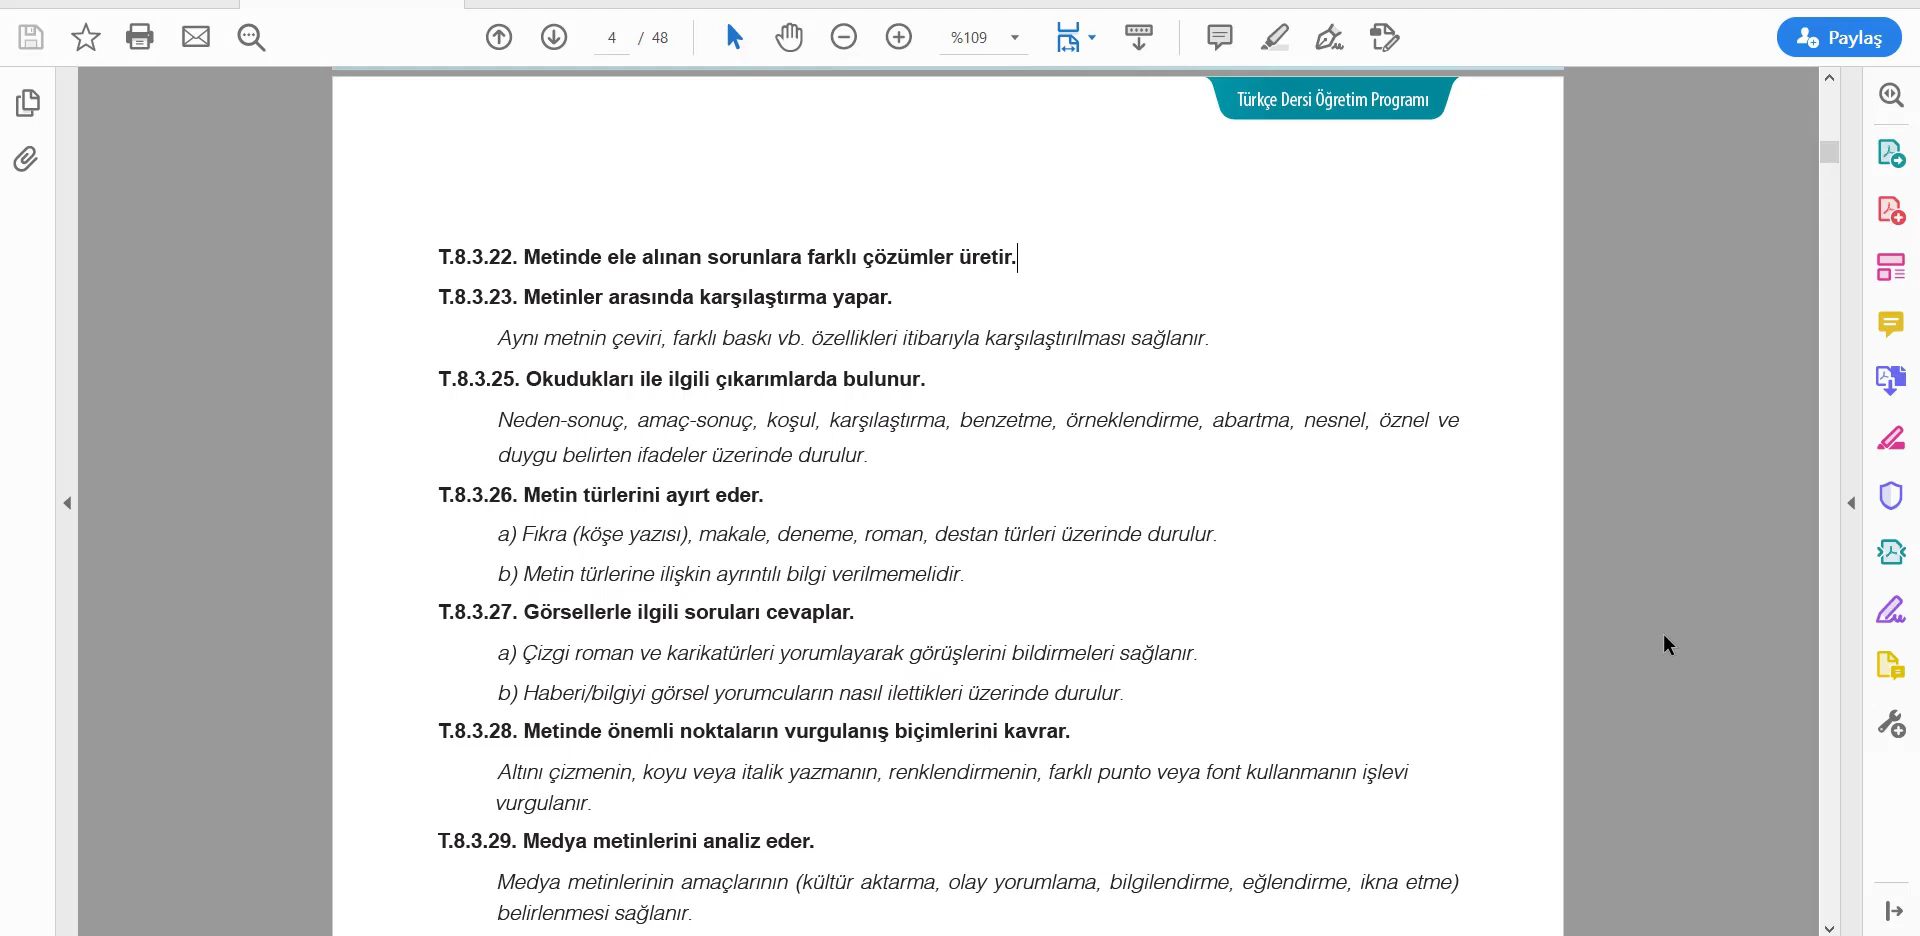 4 / 48
%109
Paylaş
Türkçe Dersi Öğretim Programı
T.8.3.22. Metinde ele alınan sorunlara farklı çözümler üretir.
T.8.3.23. Metinler arasında karşılaştırma yapar.
Aynı metnin çeviri, farklı baskı vb. özellikleri itibarıyla karşılaştırılması sağlanır.
T.8.3.25. Okudukları ile ilgili çıkarımlarda bulunur.
Neden-sonuç, amaç-sonuç, koşul, karşılaştırma, benzetme, örneklendirme, abartma, nesnel, öznel ve
duygu belirten ifadeler üzerinde durulur.
T.8.3.26. Metin türlerini ayırt eder.
a) Fıkra (köşe yazısı), makale, deneme, roman, destan türleri üzerinde durulur.
b) Metin türlerine ilişkin ayrıntılı bilgi verilmemelidir.
T.8.3.27. Görsellerle ilgili soruları cevaplar.
a) Çizgi roman ve karikatürleri yorumlayarak görüşlerini bildirmeleri sağlanır.
b) Haberi/bilgiyi görsel yorumcuların nasıl ilettikleri üzerinde durulur.
T.8.3.28. Metinde önemli noktaların vurgulanış biçimlerini kavrar.
Altını çizmenin, koyu veya italik yazmanın, renklendirmenin, farklı punto veya font kullanmanın işlevi
vurgulanır.
T.8.3.29. Medya metinlerini analiz eder.
Medya metinlerinin amaçlarının (kültür aktarma, olay yorumlama, bilgilendirme, eğlendirme, ikna etme)
belirlenmesi sağlanır.